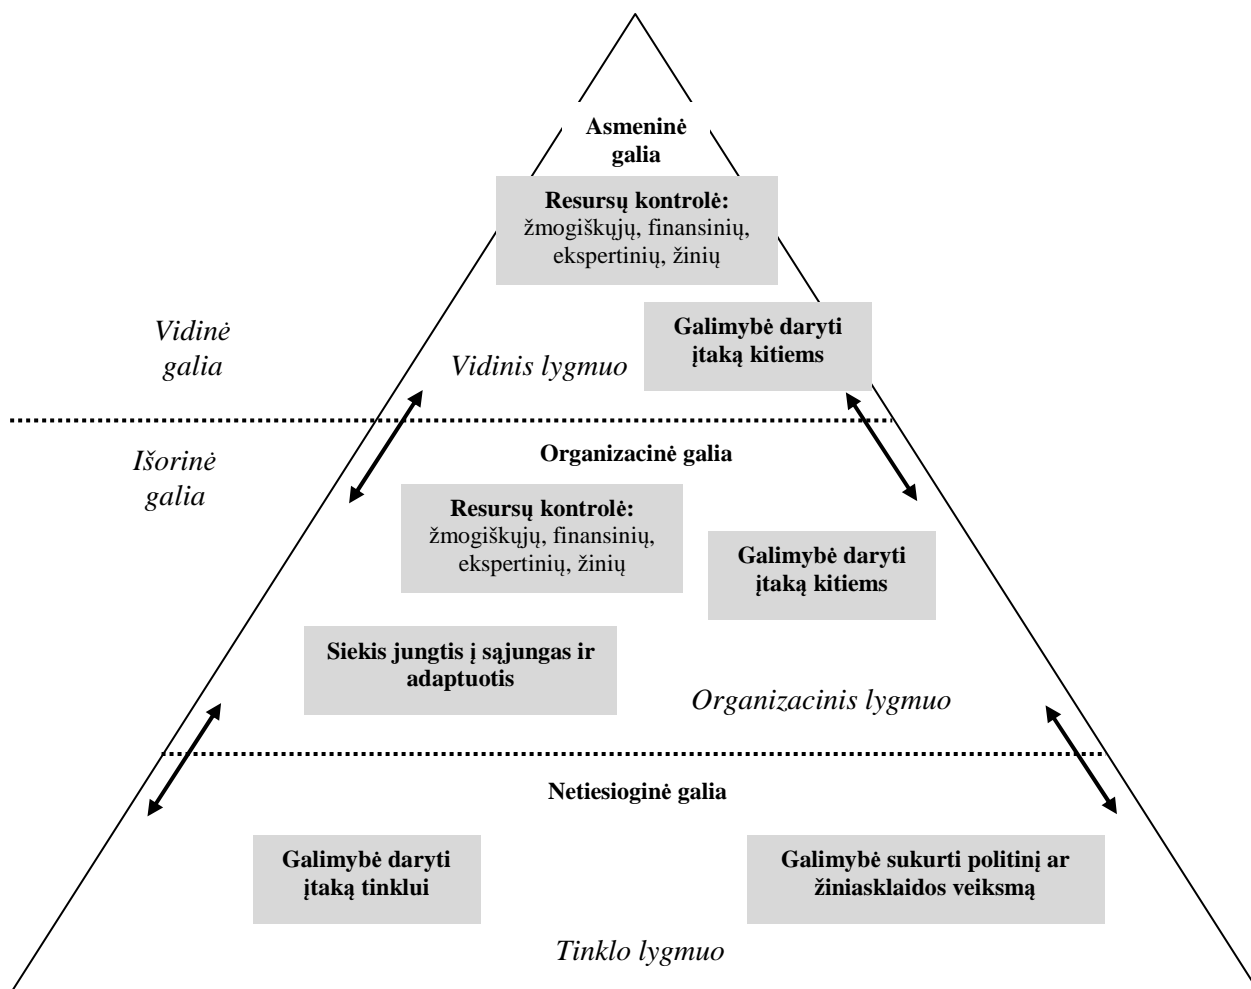 Asmeninė
galia
Resursų kontrolė:
žmogiškųjų, finansinių,
ekspertinių, žinių
Galimybė daryti
įtaką kitiems
Vidinė
galia
Vidinis lygmuo
Išorinė
galia
Organizacinė galia
Resursų kontrolė:
žmogiškųjų, finansinių,
ekspertinių, žinių
Galimybė daryti
įtaką kitiems
Siekis jungtis į sąjungas ir
adaptuotis
Organizacinis lygmuo
Netiesioginė galia
Galimybė daryti
įtaką tinklui
Galimybė sukurti politinį ar
žiniasklaidos veiksmą
Tinklo lygmuo